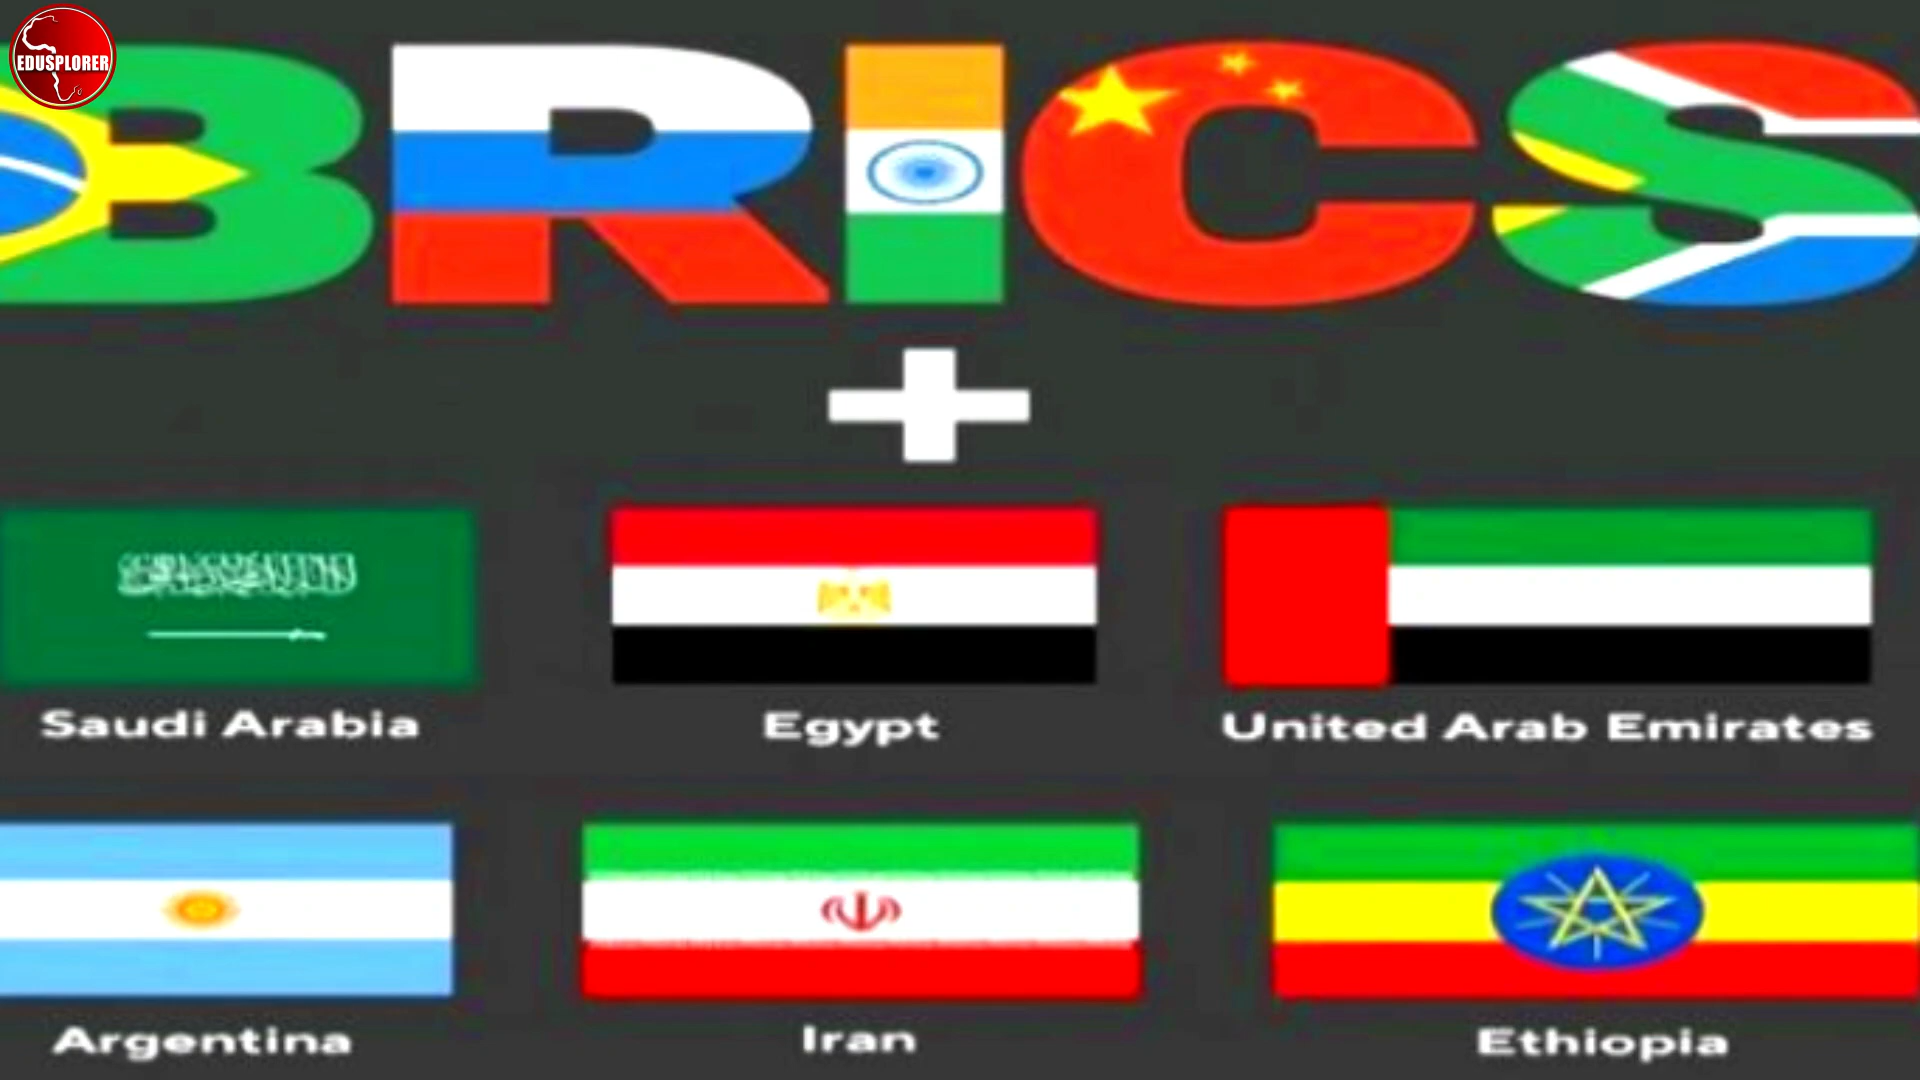 EDUSPLORER
BRICS
+
Saudi Arabia
Egypt
United Arab Emirates
Argentina
Iran
Ethiopia